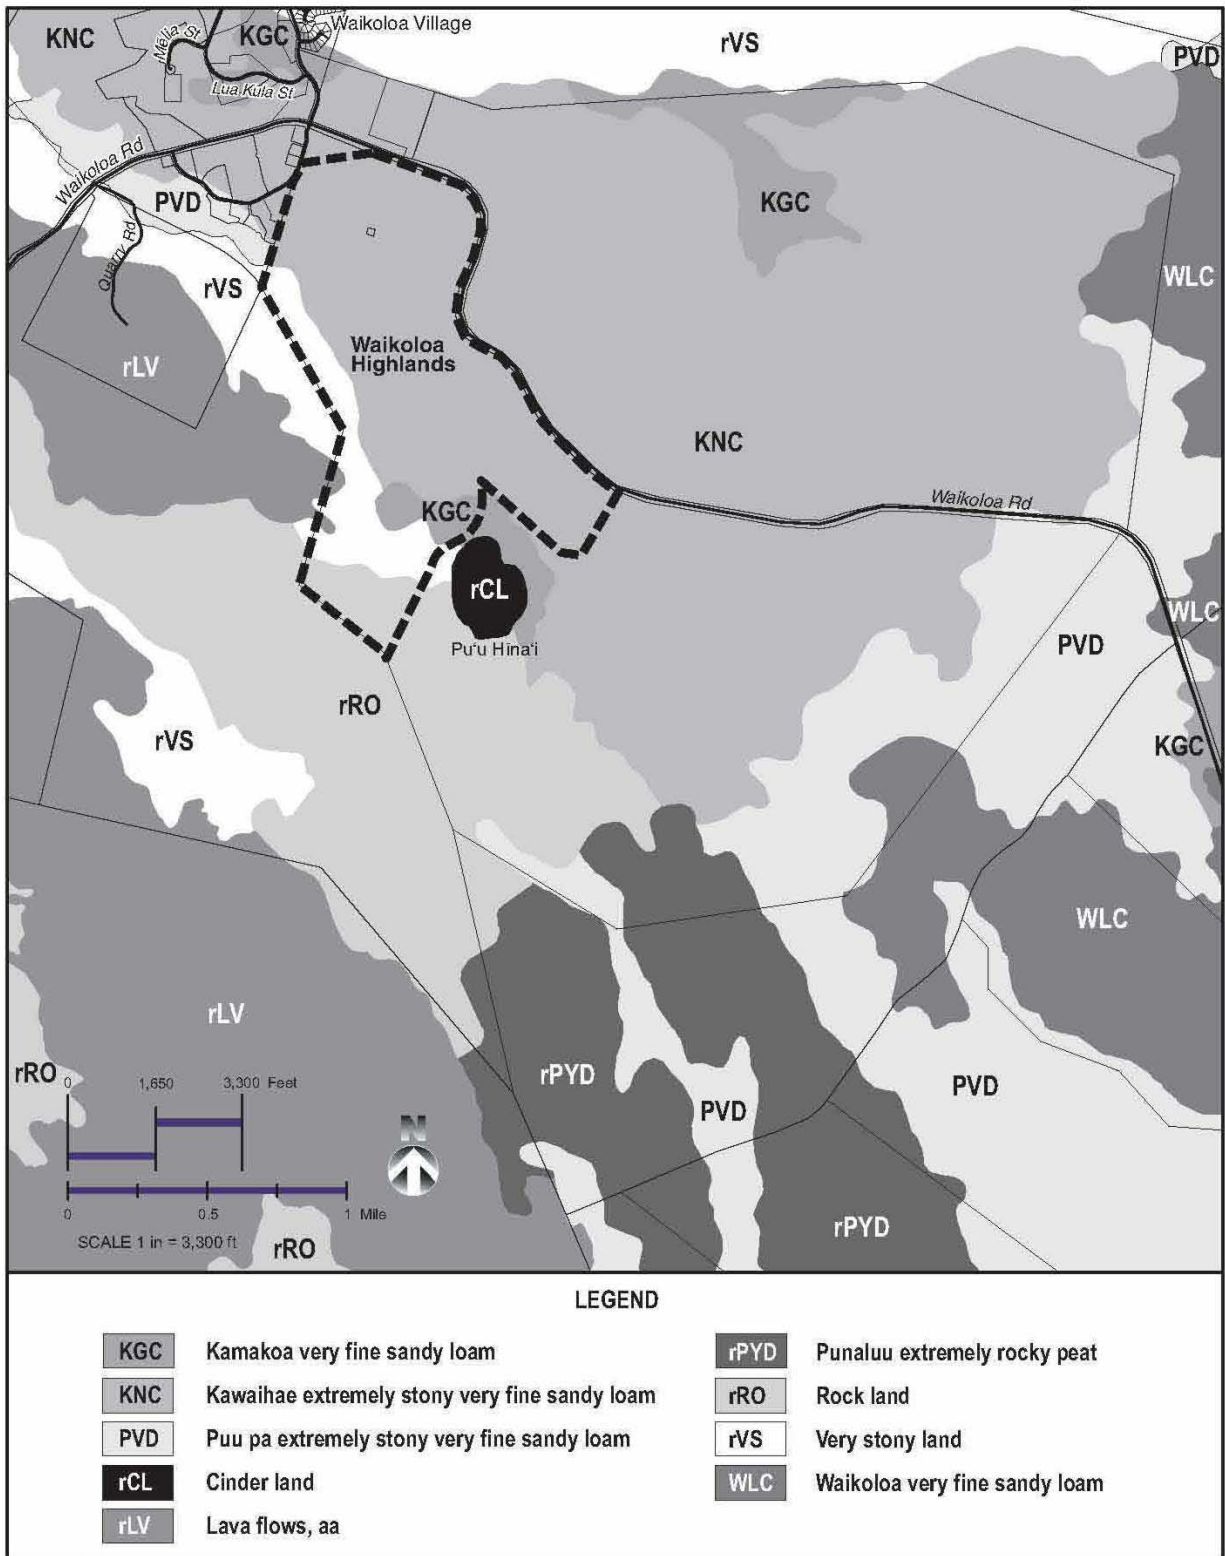 Waikoloa Village
KNC
Melia St
KGC
rVS
PVD
Lua Kula St
Waikoloa Rd
PVD
KGC
Quarry Rd
rVS
WLC
Waikoloa
Highlands
rLV
KNC
Waikoloa Rd
KGC
rCL
WLC
Pu'u Hina'i
PVD
rRO
rVS
KGC
WLC
rLV
rRO
rPYD
PVD
PVD
0 1,650 3,300 Feet
N
0 0.5 1 Mile
SCALE 1 in = 3,300 ft
rRO
rPYD
LEGEND
KGC Kamakoa very fine sandy loam
KNC Kawaihae extremely stony very fine sandy loam
PVD Puu pa extremely stony very fine sandy loam
rCL Cinder land
rLV Lava flows, aa
rPYD Punaluu extremely rocky peat
rRO Rock land
rVS Very stony land
WLC Waikoloa very fine sandy loam